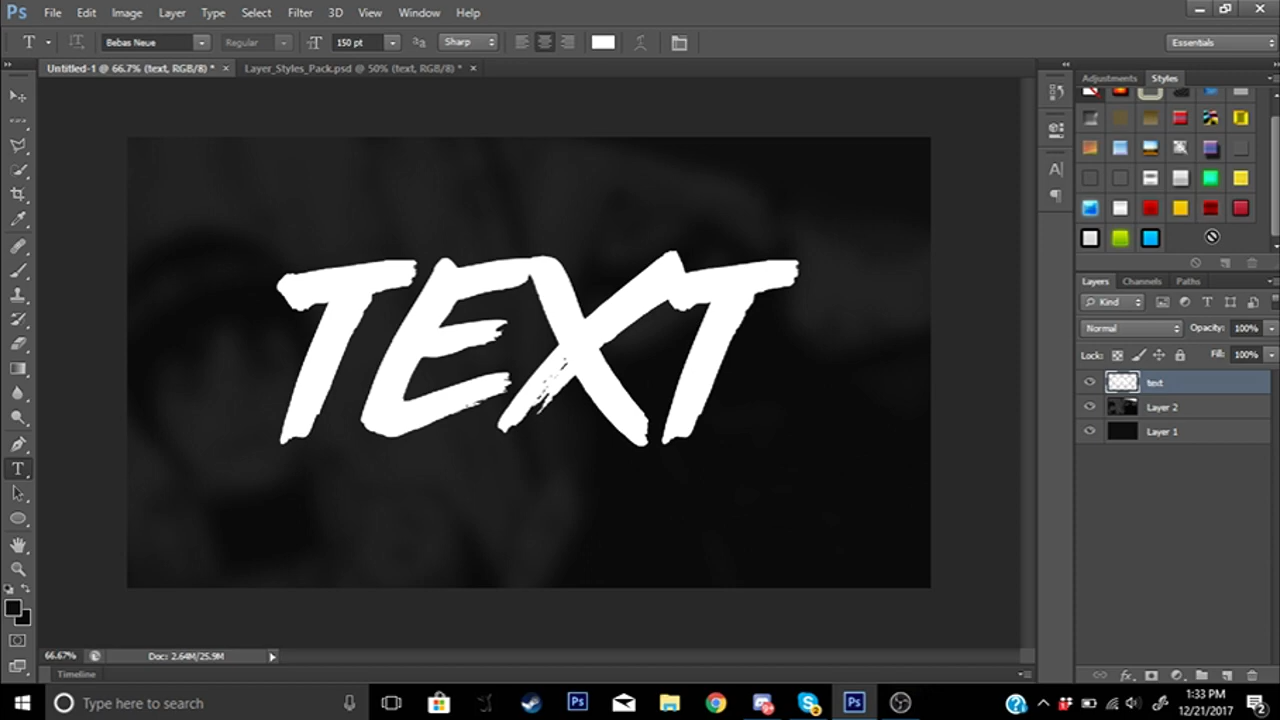 Ps File Edit Image Layer Type Select Filter 3D View Window Help
T Bebas Neue Regular 150 pt Sharp Essentials
Untitled-1 @ 66.7% (text, RGB/8) * × Layer_Styles_Pack.psd @ 50% (text, RGB/8) * ×
Adjustments Styles
TEXT
Layers Channels Paths
Kind
Normal Opacity: 100%
Lock: Fill: 100%
text
Layer 2
Layer 1
66.67% Doc: 2.64M/25.9M
Timeline
Type here to search
1:33 PM
12/21/2017